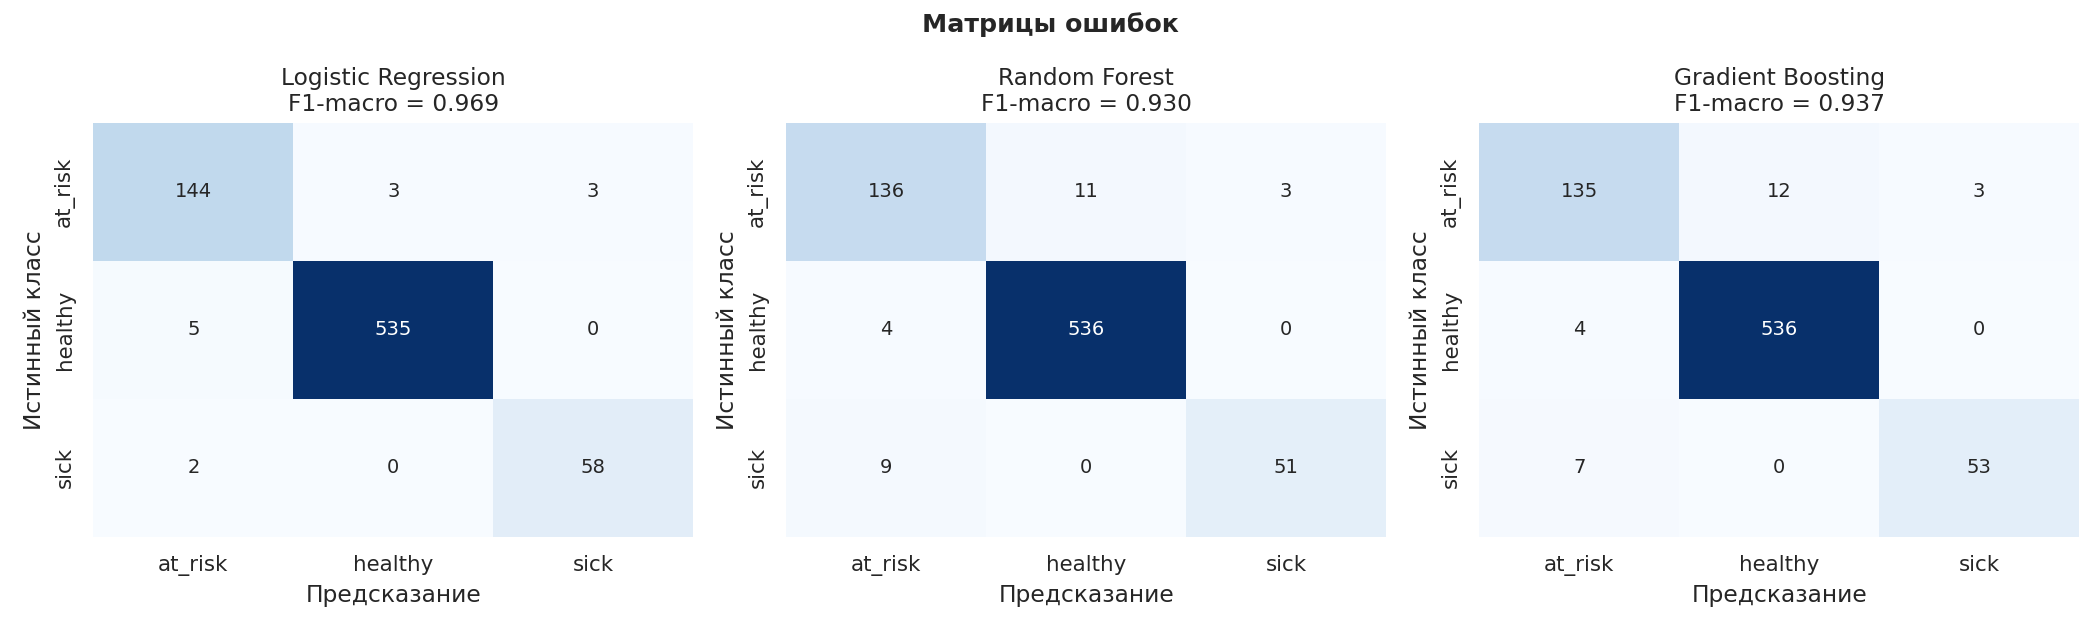 Матрицы ошибок
Logistic Regression
F1-macro = 0.969
Истинный класс
at_risk
144 3 3
healthy
5 535 0
sick
2 0 58
at_risk healthy sick
Предсказание
Random Forest
F1-macro = 0.930
Истинный класс
at_risk
136 11 3
healthy
4 536 0
sick
9 0 51
at_risk healthy sick
Предсказание
Gradient Boosting
F1-macro = 0.937
Истинный класс
at_risk
135 12 3
healthy
4 536 0
sick
7 0 53
at_risk healthy sick
Предсказание